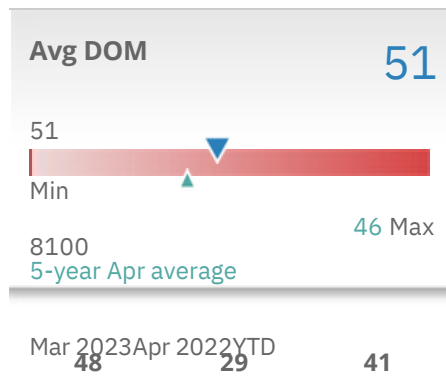 Avg DOM 51
51
Min
46 Max
8100
5-year Apr average
Mar 2023Apr 2022YTD
48 29 41